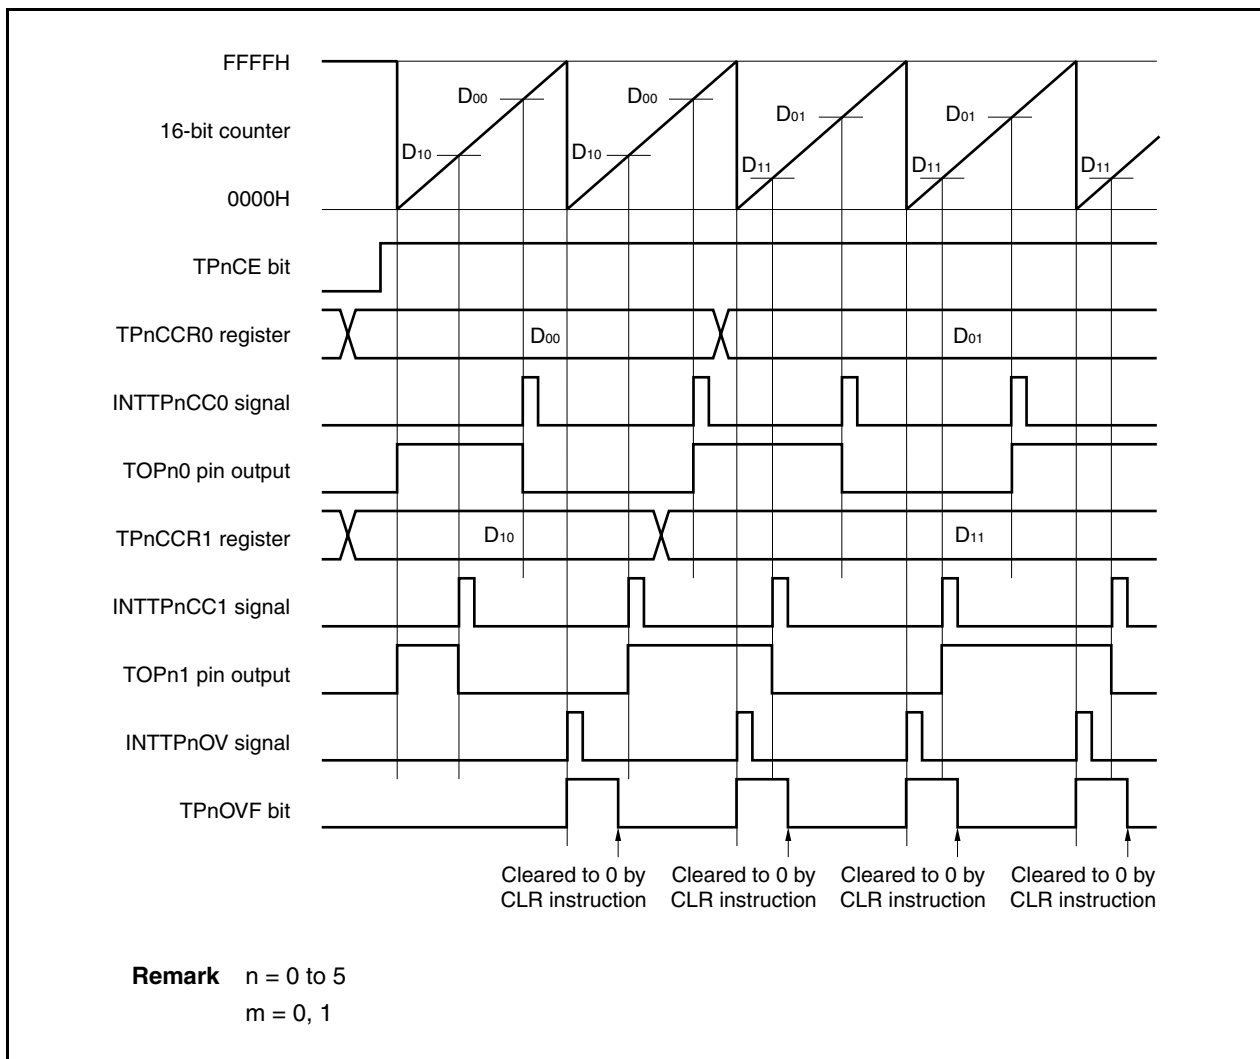 FFFFH
16-bit counter
0000H
D00
D10
D00
D10
D01
D11
D01
D11
D11
TPnCE bit
TPnCCR0 register
D00
D01
INTTPnCC0 signal
TOPn0 pin output
TPnCCR1 register
D10
D11
INTTPnCC1 signal
TOPn1 pin output
INTTPnOV signal
TPnOVF bit
Cleared to 0 by
CLR instruction
Cleared to 0 by
CLR instruction
Cleared to 0 by
CLR instruction
Cleared to 0 by
CLR instruction
Remark n = 0 to 5
m = 0, 1